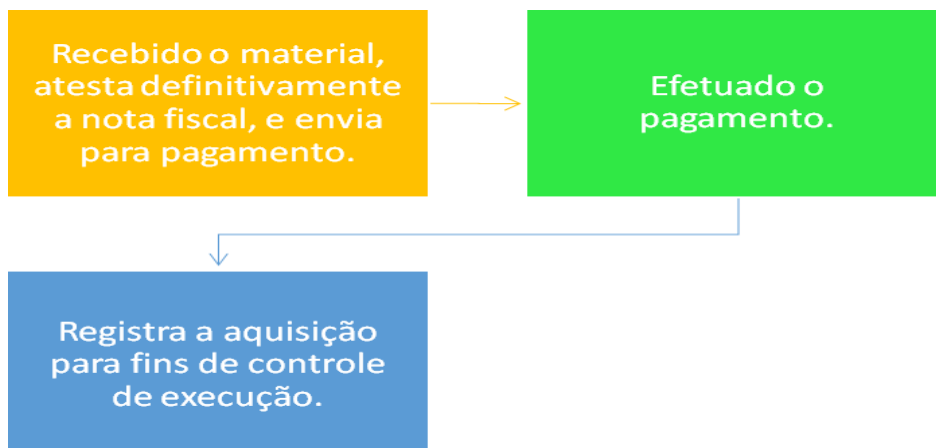 Recebido o material,
atesta definitivamente
a nota fiscal, e envia
para pagamento.
Efetuado o
pagamento.
Registra a aquisição
para fins de controle
de execução.